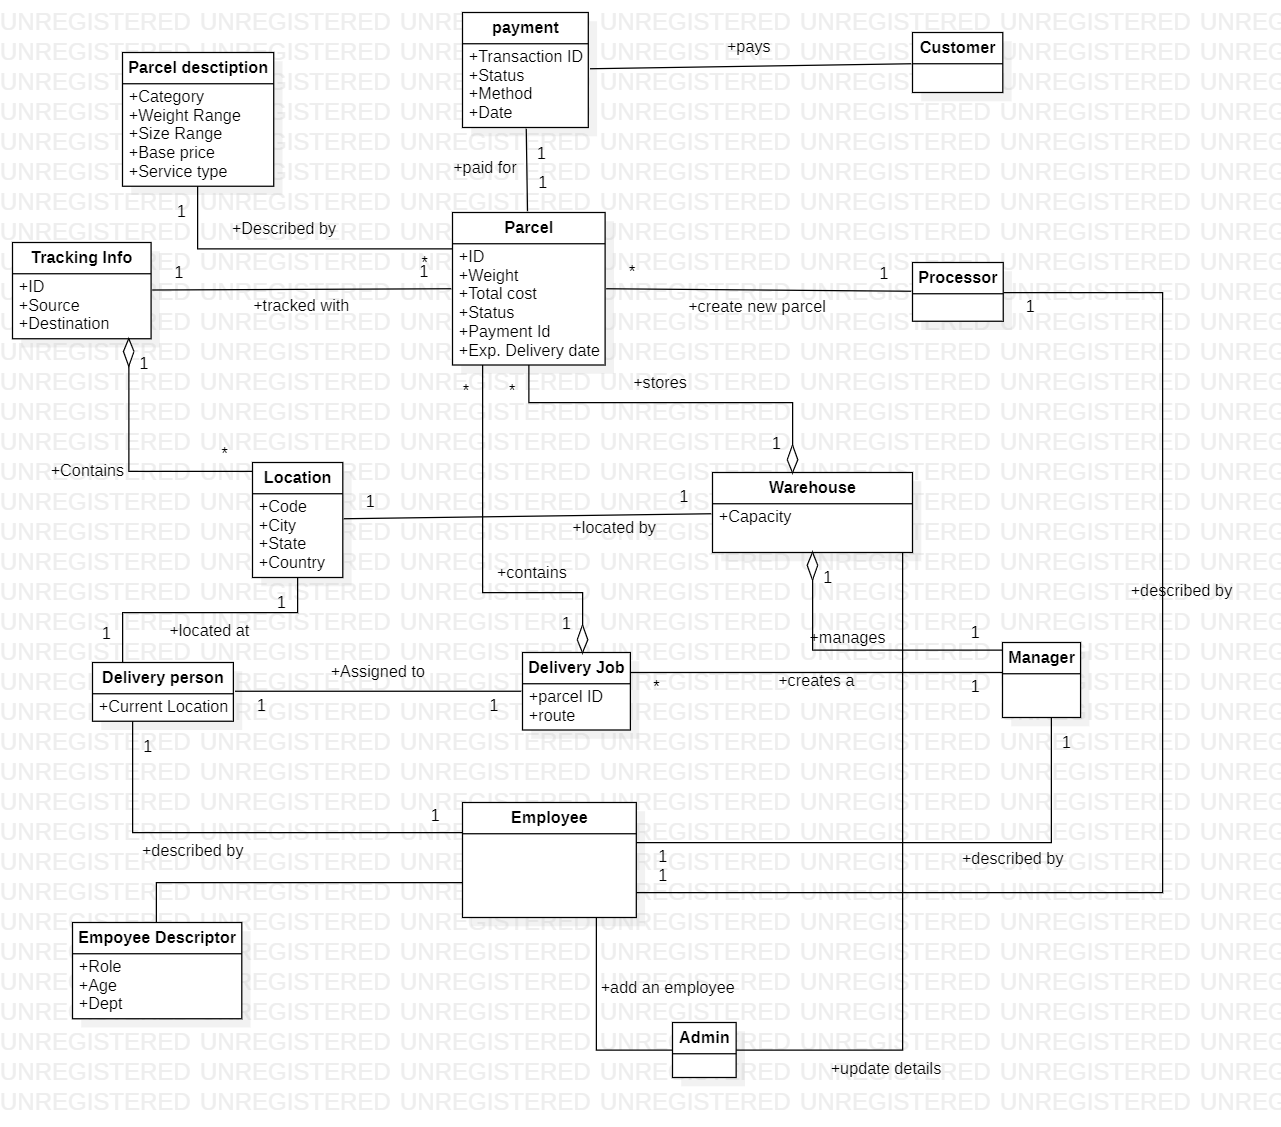 payment
+Transaction ID
+Status
+Method
+Date
+pays
Customer
Parcel desctiption
+Category
+Weight Range
+Size Range
+Base price
+Service type
1
+paid for
1
1
+Described by
*
Parcel
+ID
+Weight
+Total cost
+Status
+Payment Id
+Exp. Delivery date
Tracking Info
+ID
+Source
+Destination
1
1
+tracked with
*
1
+create new parcel
Processor
1
1
*
+Contains
*
*
+stores
1
Location
+Code
+City
+State
+Country
1
1
+located by
Warehouse
+Capacity
+contains
1
1
+described by
1
1
+located at
+manages
1
Delivery person
+Current Location
+Assigned to
1
1
Delivery Job
+parcel ID
+route
*
+creates a
1
Manager
1
1
1
+described by
Employee
1
1
+described by
Empoyee Descriptor
+Role
+Age
+Dept
+add an employee
Admin
+update details
UNREGISTERED UNREGISTERED UNREGISTERED UNREGISTERED UNREGISTERED UNREGISTERED